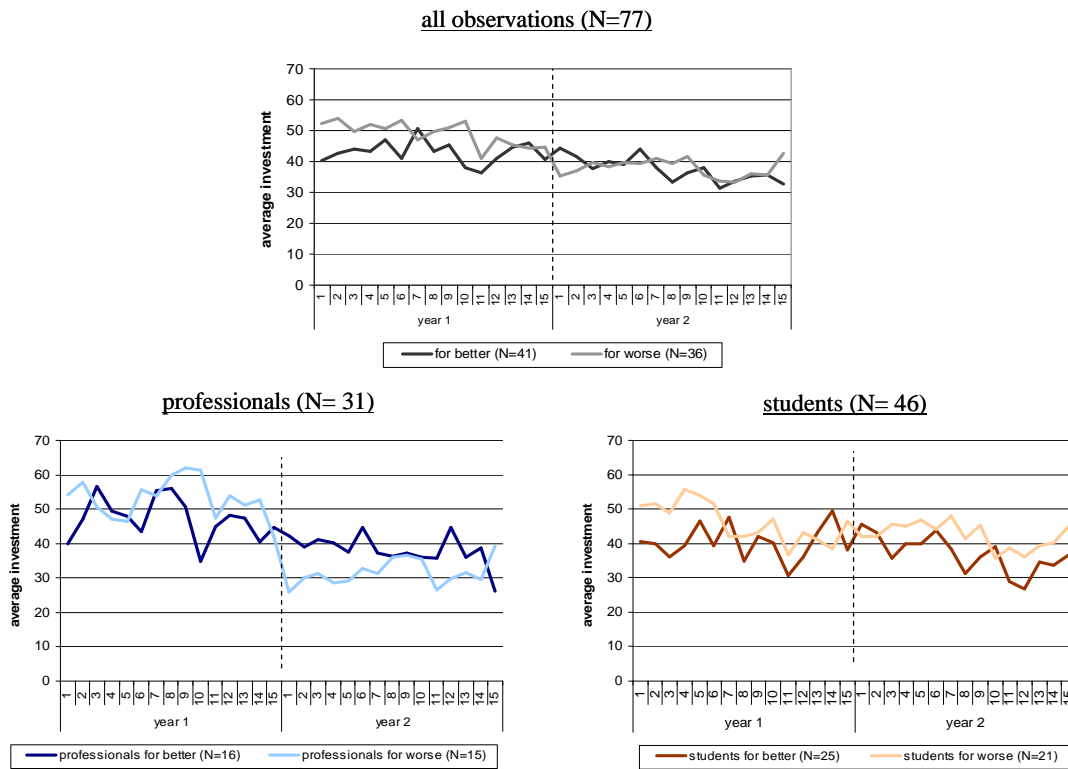 all observations (N=77)
average investment
70
60
50
40
30
20
10
0
1 2 3 4 5 6 7 8 9 10 11 12 13 14 15 1 2 3 4 5 6 7 8 9 10 11 12 13 14 15
year 1 year 2
for better (N=41) for worse (N=36)
professionals (N= 31)
average investment
70
60
50
40
30
20
10
0
1 2 3 4 5 6 7 8 9 10 11 12 13 14 15 1 2 3 4 5 6 7 8 9 10 11 12 13 14 15
year 1 year 2
professionals for better (N=16) professionals for worse (N=15)
students (N= 46)
average investment
70
60
50
40
30
20
10
0
1 2 3 4 5 6 7 8 9 10 11 12 13 14 15 1 2 3 4 5 6 7 8 9 10 11 12 13 14 15
year 1 year 2
students for better (N=25) students for worse (N=21)